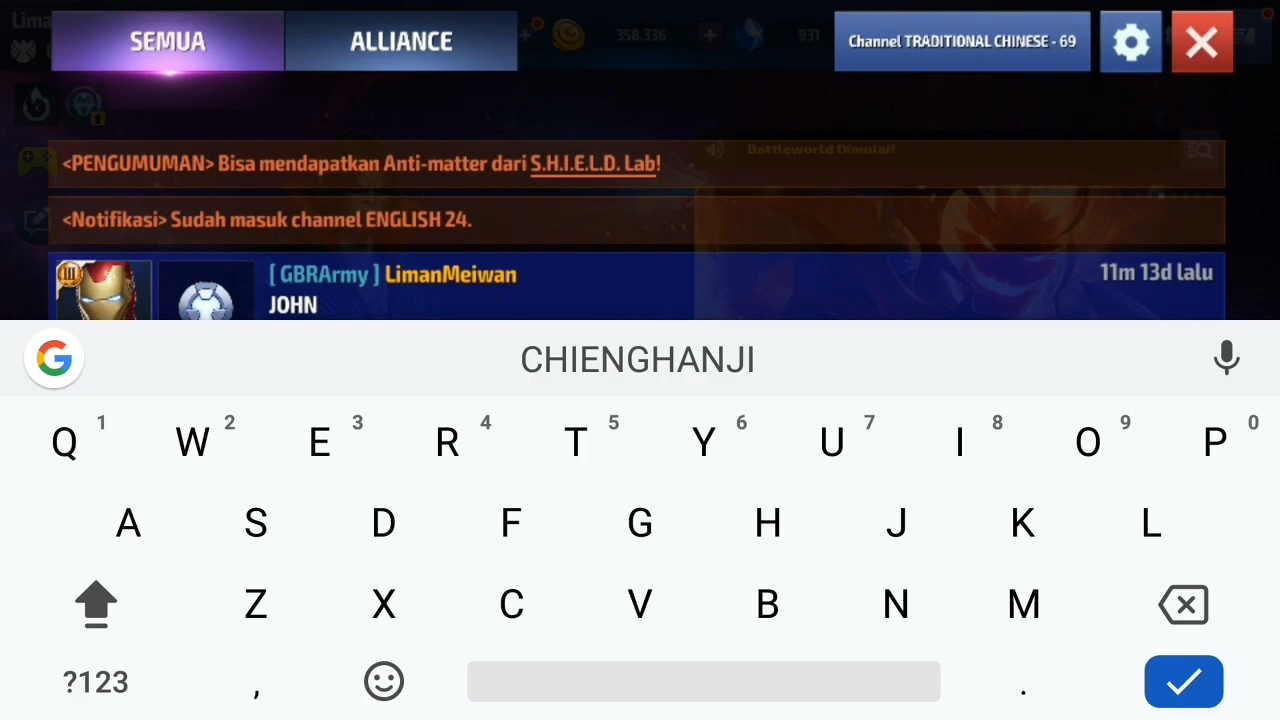 Lima
358.336
931
SEMUA
ALLIANCE
Channel TRADITIONAL CHINESE - 69
Battleworld Dimulai!
<PENGUMUMAN> Bisa mendapatkan Anti-matter dari S.H.I.E.L.D. Lab!
<Notifikasi> Sudah masuk channel ENGLISH 24.
III
[ GBRArmy ] LimanMeiwan
11m 13d lalu
JOHN
G
CHIENGHANJI
Q 1 W 2 E 3 R 4 T 5 Y 6 U 7 I 8 O 9 P 0
A S D F G H J K L
Z X C V B N M
?123 , .